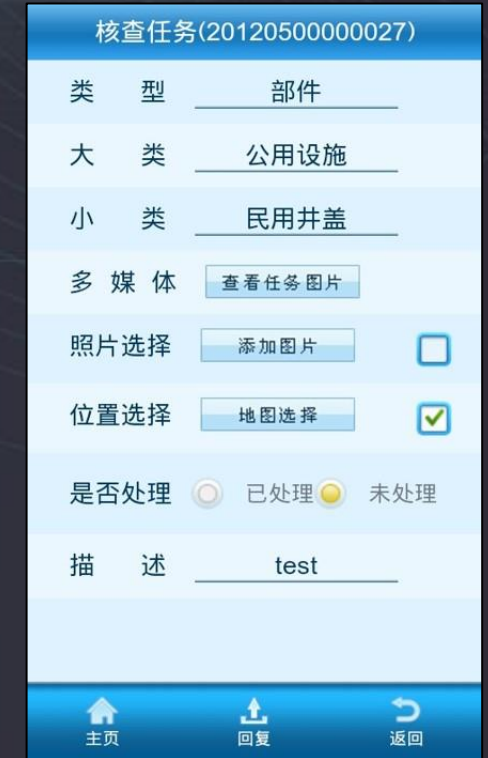 核查任务(20120500000027)
类 型 部件
大 类 公用设施
小 类 民用井盖
多 媒 体 查看任务图片
照片选择 添加图片
位置选择 地图选择
是否处理 已处理 未处理
描 述 test
主页 回复 返回